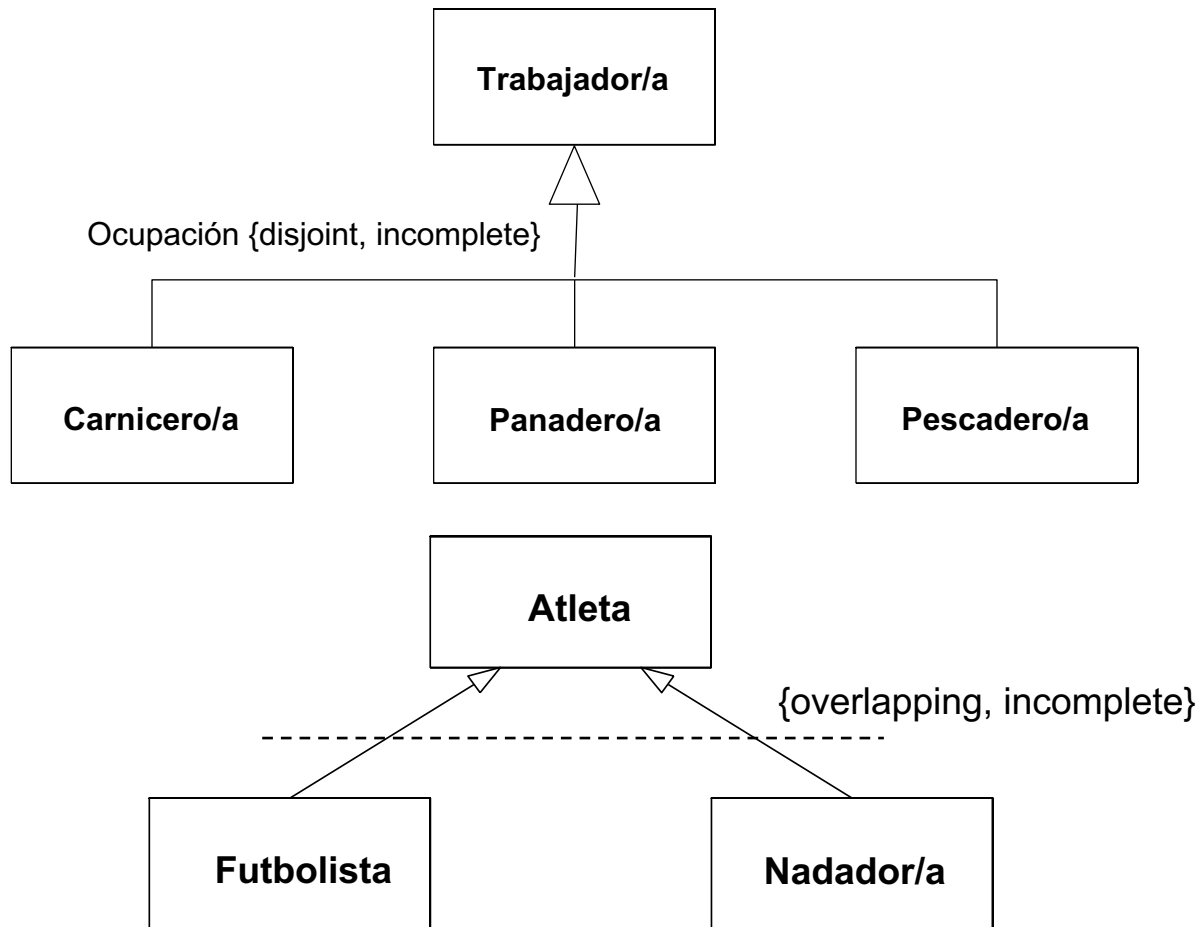 Trabajador/a
Ocupación {disjoint, incomplete}
Carnicero/a
Panadero/a
Pescadero/a
Atleta
{overlapping, incomplete}
Futbolista
Nadador/a